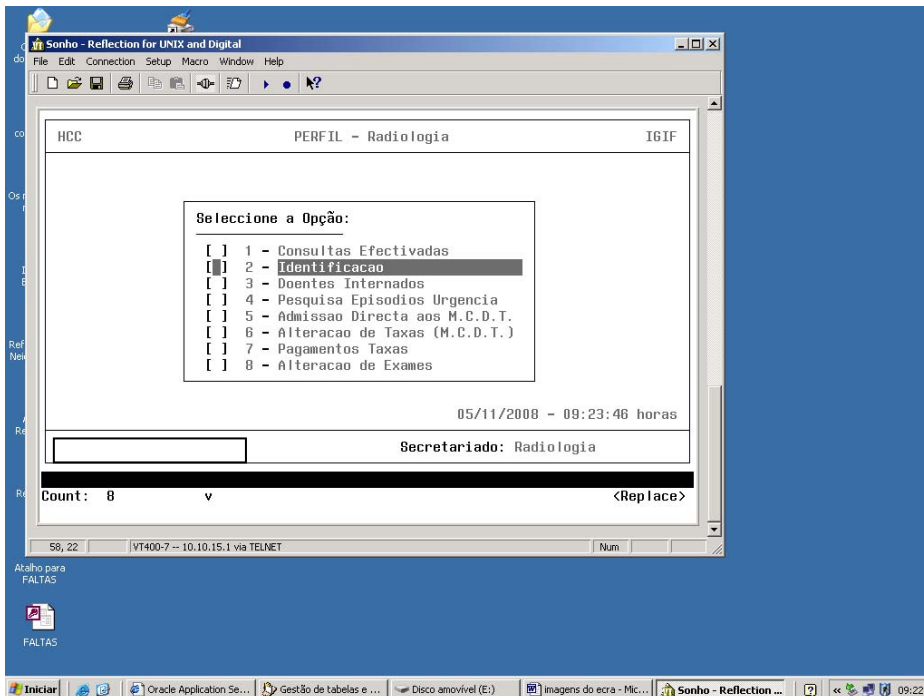 Sonho - Reflection for UNIX and Digital
File Edit Connection Setup Macro Window Help
HCC PERFIL - Radiologia IGIF
Seleccione a Opção:
[ ] 1 - Consultas Efectivadas
[ ] 2 - Identificacao
[ ] 3 - Doentes Internados
[ ] 4 - Pesquisa Episodios Urgencia
[ ] 5 - Admissao Directa aos M.C.D.T.
[ ] 6 - Alteracao de Taxas (M.C.D.T.)
[ ] 7 - Pagamentos Taxas
[ ] 8 - Alteracao de Exames
05/11/2008 - 09:23:46 horas
Secretariado: Radiologia
Count: 8 v <Replace>
58, 22 VT400-7 -- 10.10.15.1 via TELNET Num
Atalho para
FALTAS
FALTAS
Iniciar Oracle Application Se... Gestão de tabelas e ... Disco amovível (E:) imagens do ecra - Mic... Sonho - Reflection ... 09:22